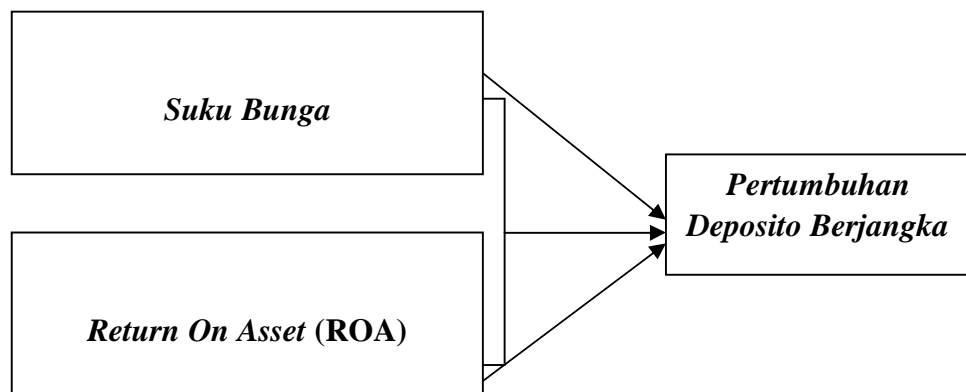 Suku Bunga
Pertumbuhan
Deposito Berjangka
Return On Asset (ROA)